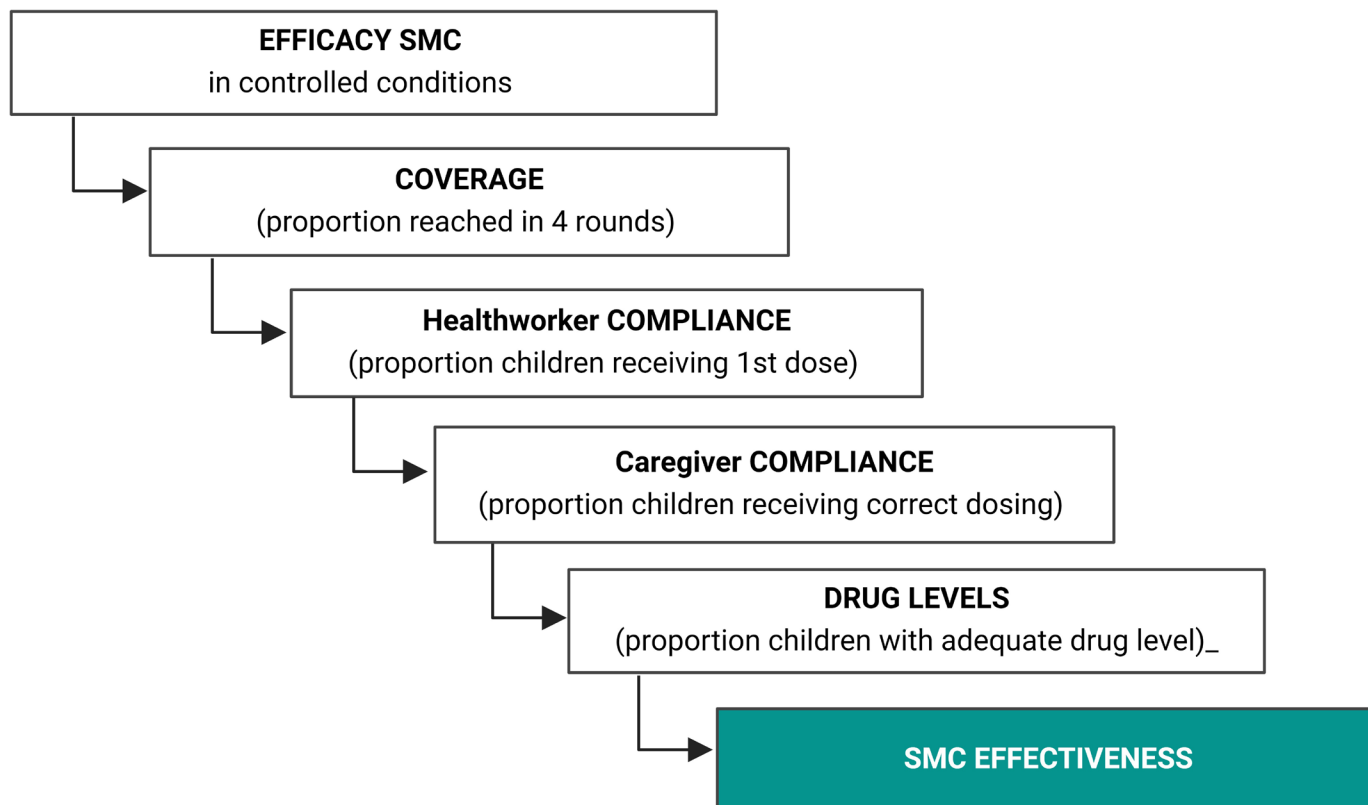 EFFICACY SMC
in controlled conditions
COVERAGE
(proportion reached in 4 rounds)
Healthworker COMPLIANCE
(proportion children receiving 1st dose)
Caregiver COMPLIANCE
(proportion children receiving correct dosing)
DRUG LEVELS
(proportion children with adequate drug level)_
SMC EFFECTIVENESS